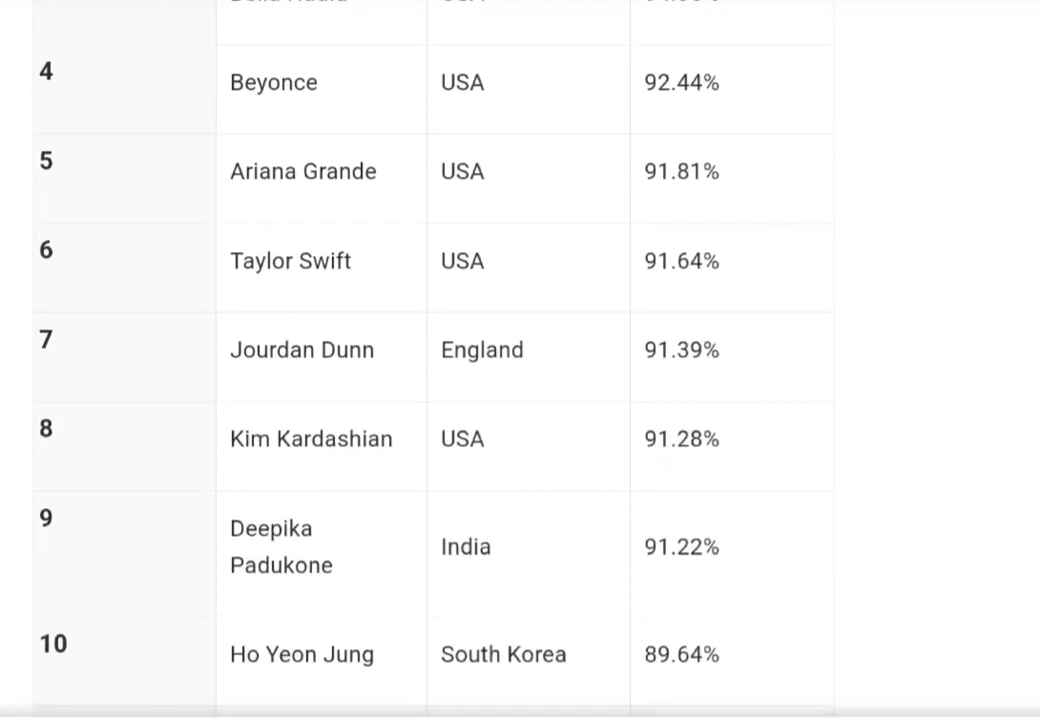 4 Beyonce USA 92.44%
5 Ariana Grande USA 91.81%
6 Taylor Swift USA 91.64%
7 Jourdan Dunn England 91.39%
8 Kim Kardashian USA 91.28%
9 Deepika Padukone India 91.22%
10 Ho Yeon Jung South Korea 89.64%